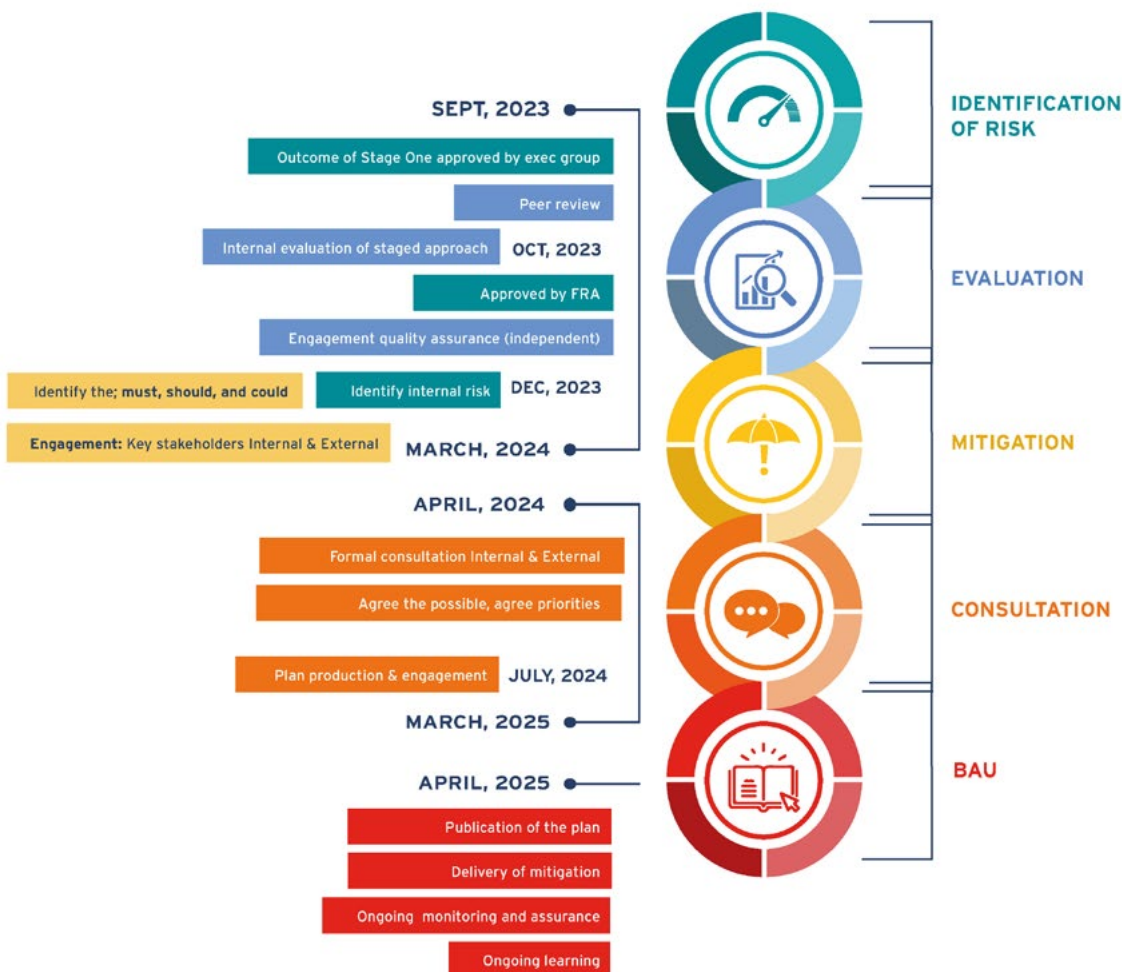 SEPT, 2023
Outcome of Stage One approved by exec group
Peer review
Internal evaluation of staged approach
OCT, 2023
Approved by FRA
Engagement quality assurance (independent)
Identify the; must, should, and could
Identify internal risk
DEC, 2023
Engagement: Key stakeholders Internal & External
MARCH, 2024
APRIL, 2024
Formal consultation Internal & External
Agree the possible, agree priorities
Plan production & engagement
JULY, 2024
MARCH, 2025
APRIL, 2025
Publication of the plan
Delivery of mitigation
Ongoing monitoring and assurance
Ongoing learning
IDENTIFICATION
OF RISK
EVALUATION
MITIGATION
CONSULTATION
BAU